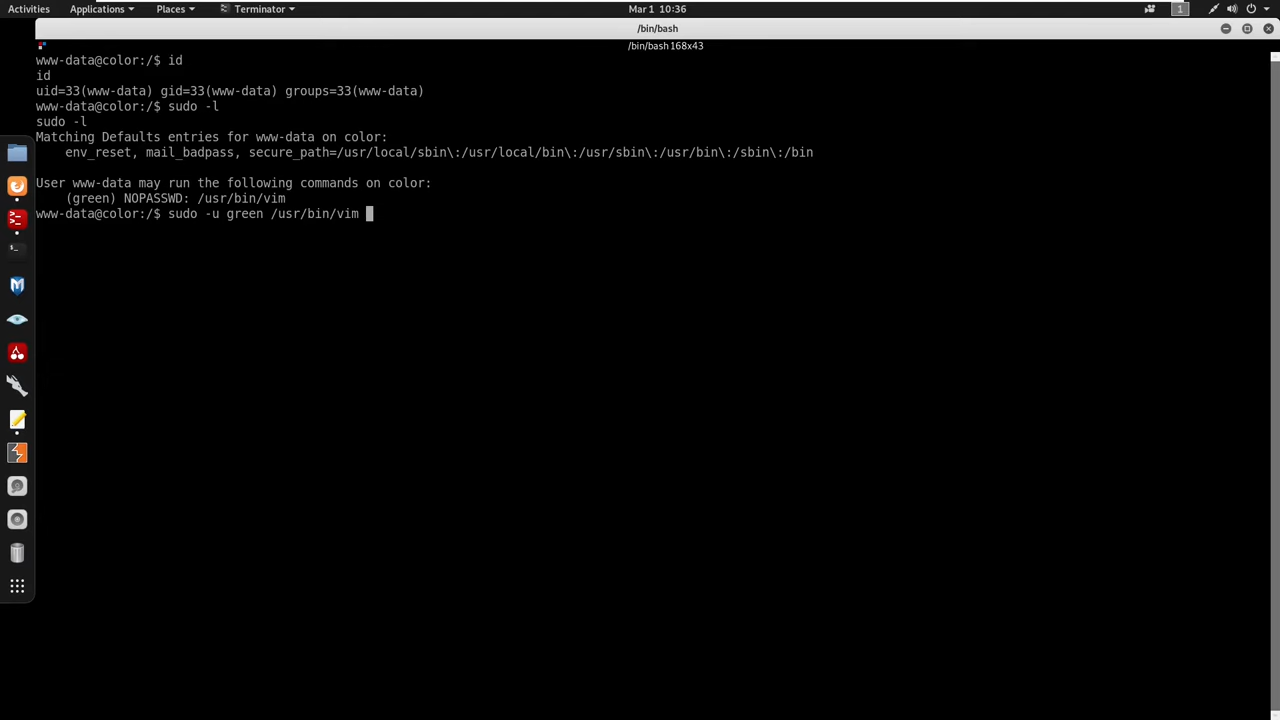 Activities Applications Places Terminator Mar 1 10:36 1
/bin/bash
/bin/bash 168x43
www-data@color:/$ id
id
uid=33(www-data) gid=33(www-data) groups=33(www-data)
www-data@color:/$ sudo -l
sudo -l
Matching Defaults entries for www-data on color:
    env_reset, mail_badpass, secure_path=/usr/local/sbin\:/usr/local/bin\:/usr/sbin\:/usr/bin\:/sbin\:/bin
User www-data may run the following commands on color:
    (green) NOPASSWD: /usr/bin/vim
www-data@color:/$ sudo -u green /usr/bin/vim